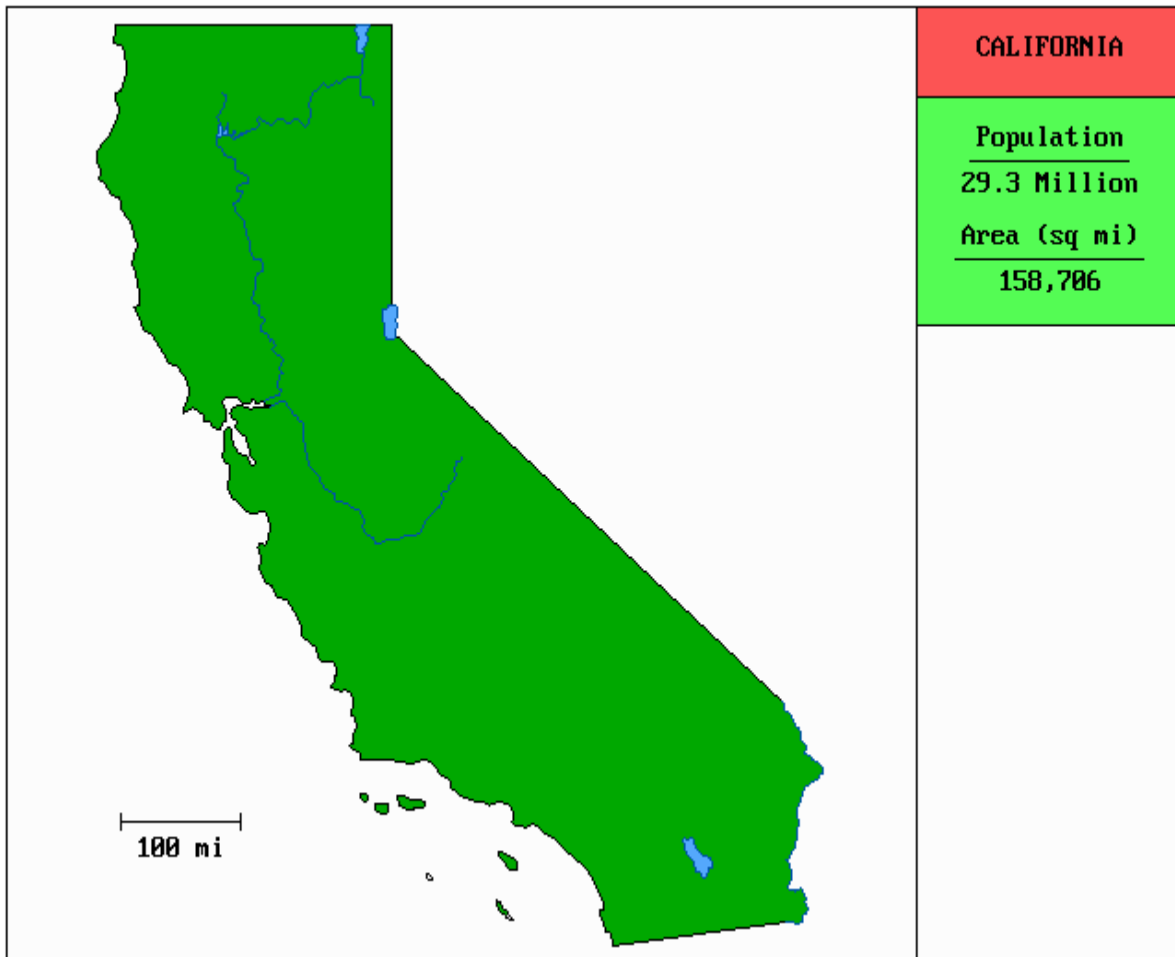 CALIFORNIA
Population
29.3 Million
Area (sq mi)
158,706
100 mi